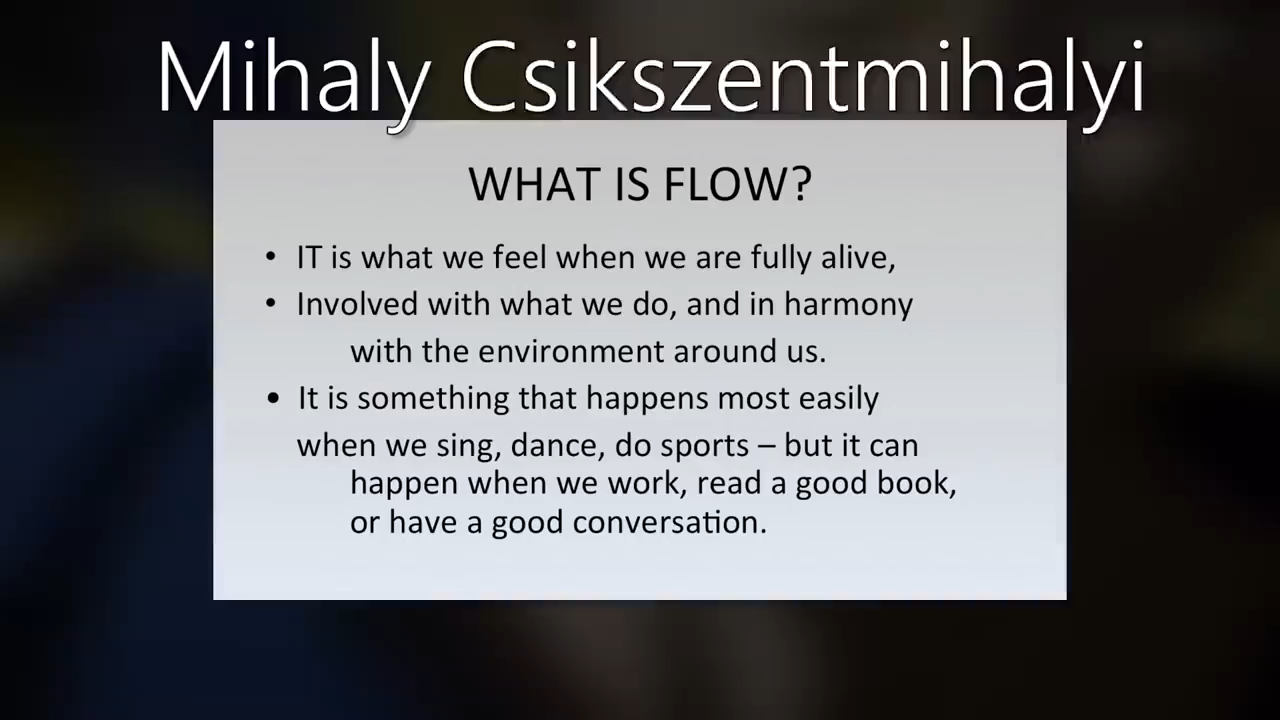 Mihaly Csikszentmihalyi
WHAT IS FLOW?
• IT is what we feel when we are fully alive,
• Involved with what we do, and in harmony
with the environment around us.
• It is something that happens most easily
when we sing, dance, do sports – but it can
happen when we work, read a good book,
or have a good conversation.